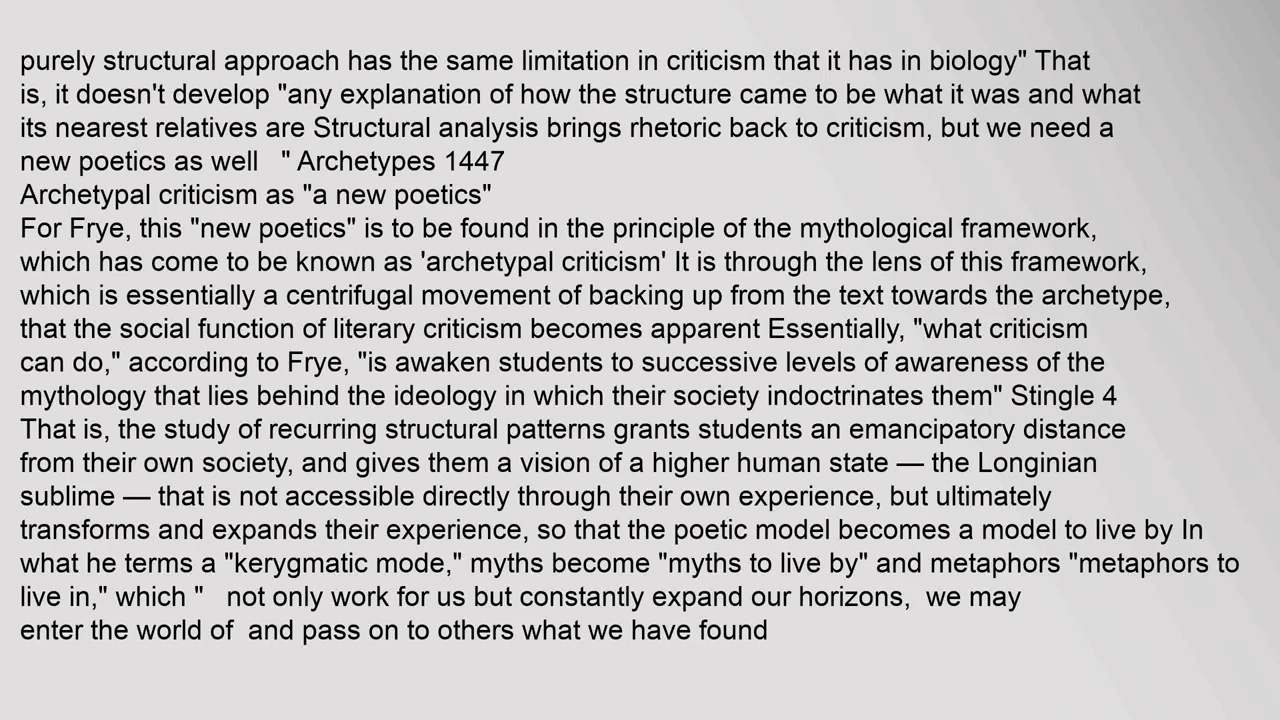 purely structural approach has the same limitation in criticism that it has in biology" That
is, it doesn't develop "any explanation of how the structure came to be what it was and what
its nearest relatives are Structural analysis brings rhetoric back to criticism, but we need a
new poetics as well   " Archetypes 1447
Archetypal criticism as "a new poetics"
For Frye, this "new poetics" is to be found in the principle of the mythological framework,
which has come to be known as 'archetypal criticism' It is through the lens of this framework,
which is essentially a centrifugal movement of backing up from the text towards the archetype,
that the social function of literary criticism becomes apparent Essentially, "what criticism
can do," according to Frye, "is awaken students to successive levels of awareness of the
mythology that lies behind the ideology in which their society indoctrinates them" Stingle 4
That is, the study of recurring structural patterns grants students an emancipatory distance
from their own society, and gives them a vision of a higher human state — the Longinian
sublime — that is not accessible directly through their own experience, but ultimately
transforms and expands their experience, so that the poetic model becomes a model to live by In
what he terms a "kerygmatic mode," myths become "myths to live by" and metaphors "metaphors to
live in," which "   not only work for us but constantly expand our horizons,  we may
enter the world of  and pass on to others what we have found